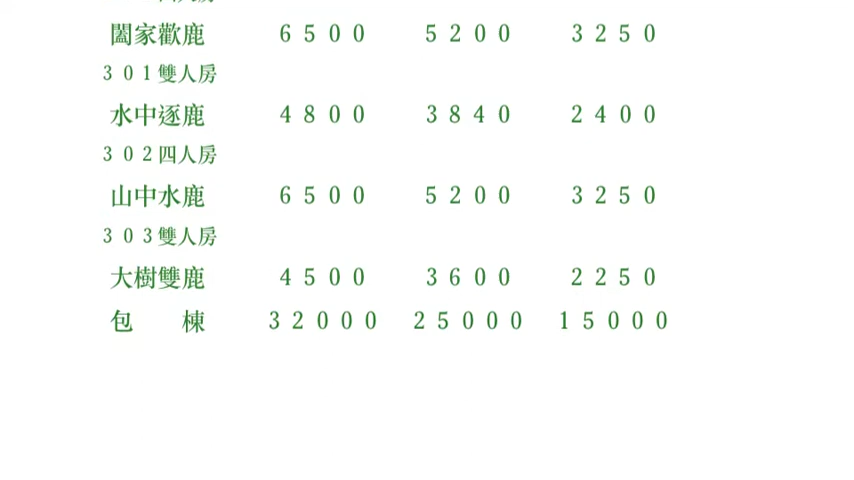 闔家歡鹿 6500 5200 3250
301雙人房
水中逐鹿 4800 3840 2400
302四人房
山中水鹿 6500 5200 3250
303雙人房
大樹雙鹿 4500 3600 2250
包棟 32000 25000 15000